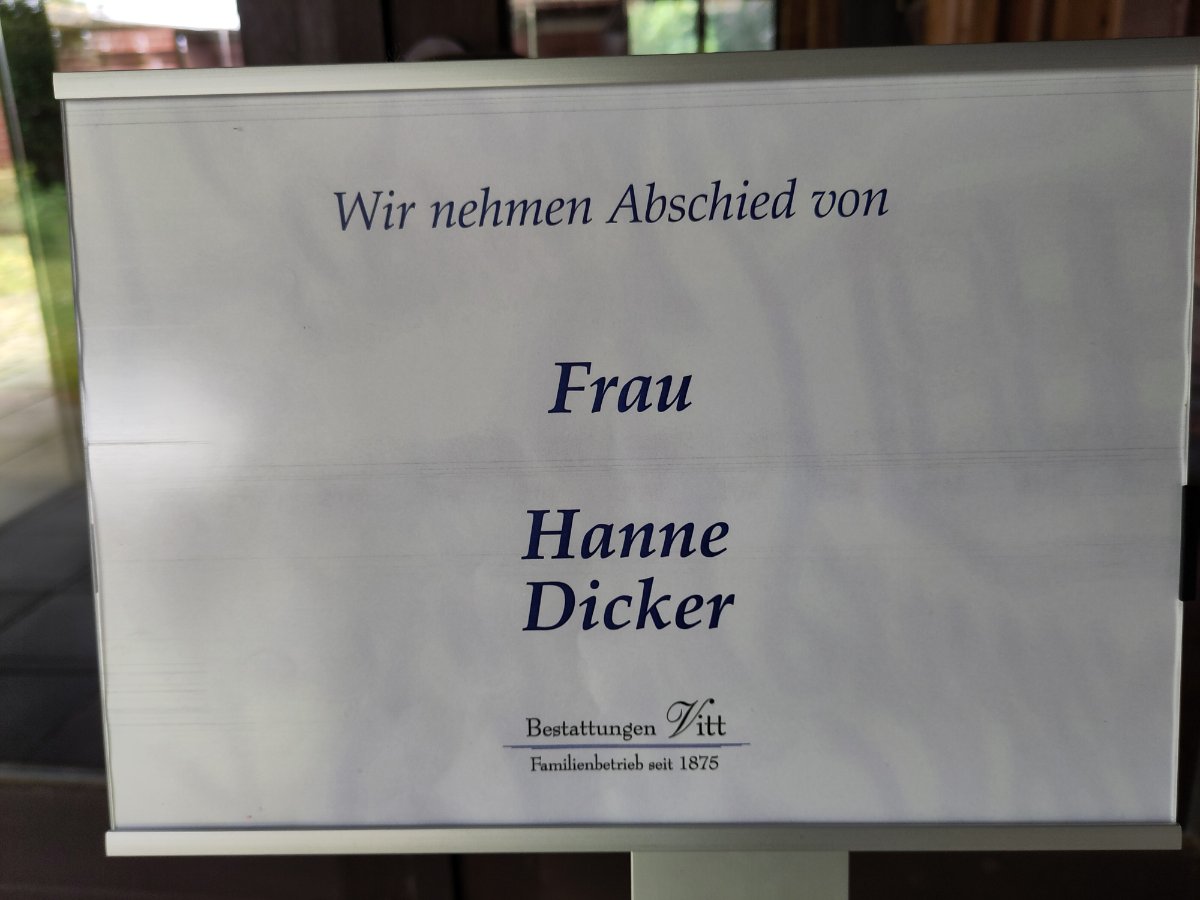 Wir nehmen Abschied von
Frau
Hanne
Dicker
Bestattungen Vitt
Familienbetrieb seit 1875